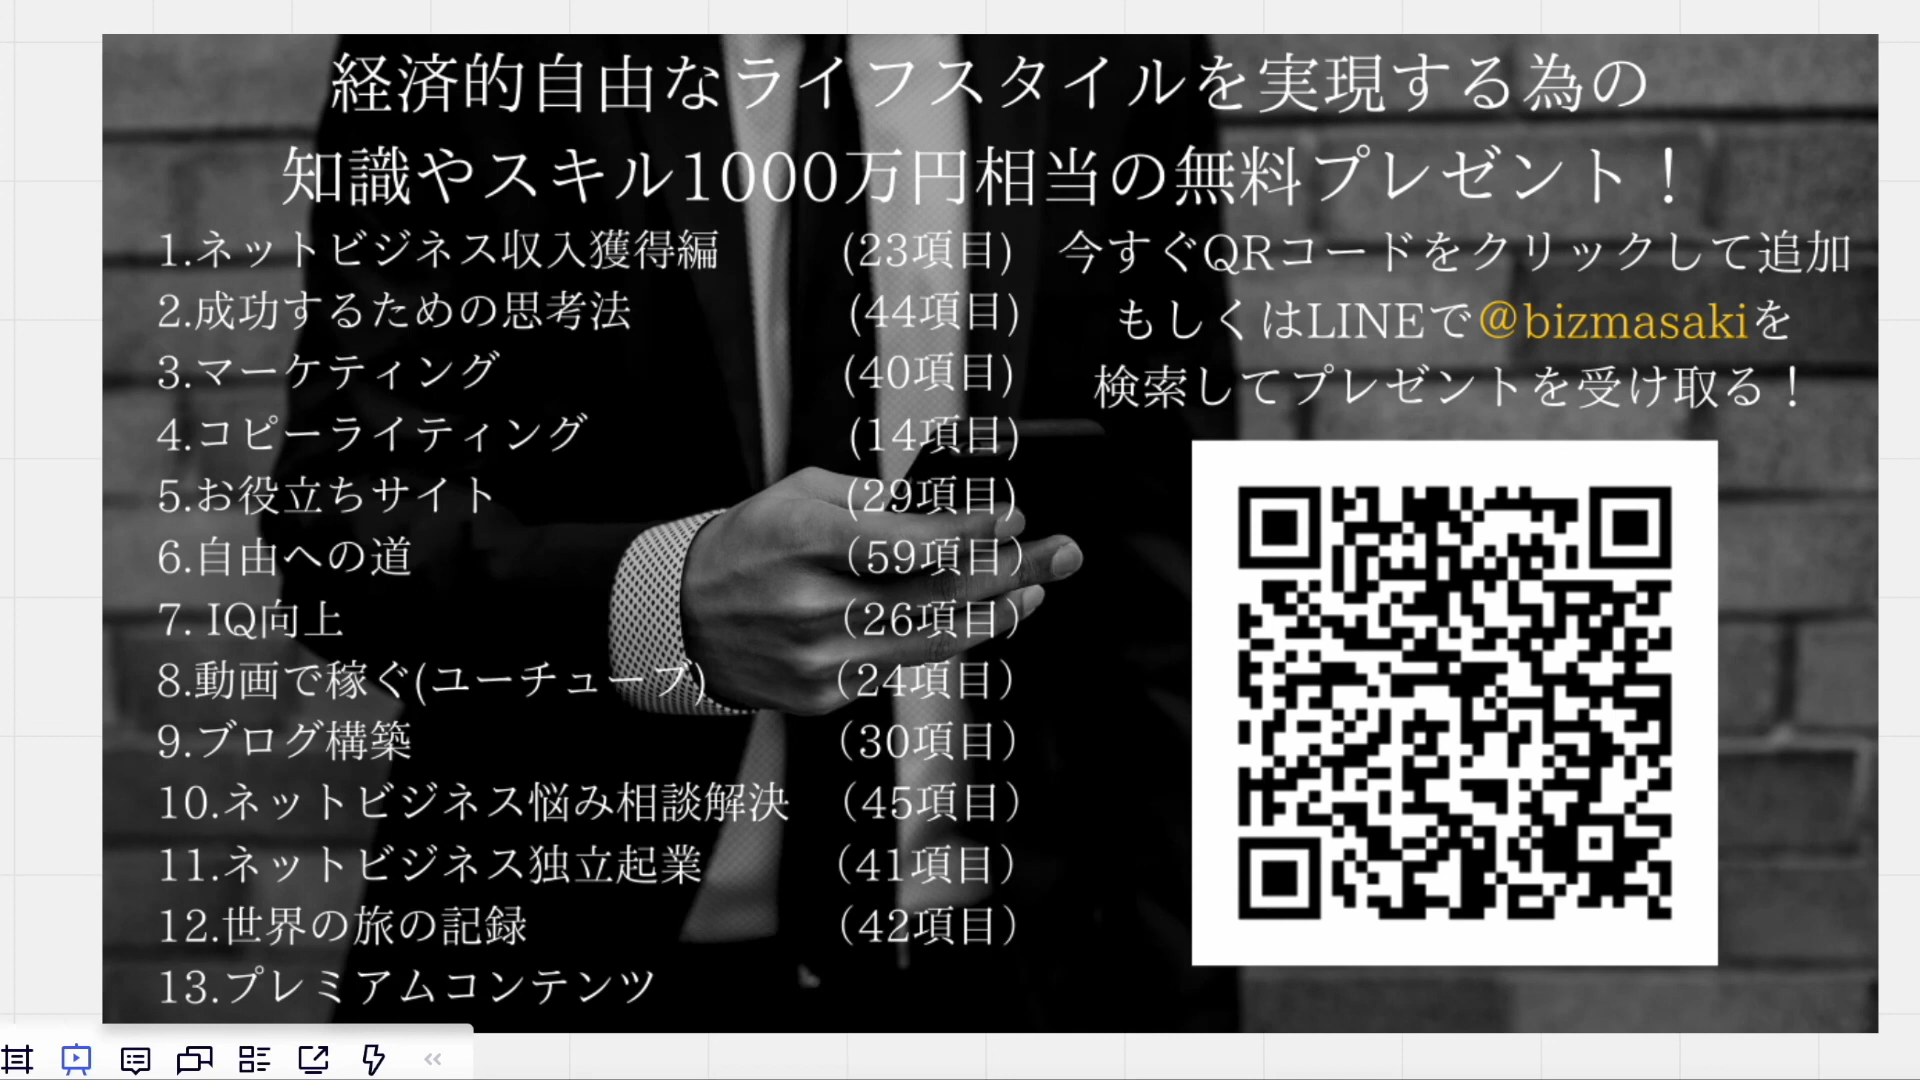 経済的自由なライフスタイルを実現する為の
知識やスキル1000万円相当の無料プレゼント！
1.ネットビジネス収入獲得編 (23項目)
2.成功するための思考法 (44項目)
3.マーケティング (40項目)
4.コピーライティング (14項目)
5.お役立ちサイト (29項目)
6.自由への道 （59項目）
7. IQ向上 （26項目）
8.動画で稼ぐ(ユーチューブ) （24項目）
9.ブログ構築 （30項目）
10.ネットビジネス悩み相談解決 （45項目）
11.ネットビジネス独立起業 （41項目）
12.世界の旅の記録 （42項目）
13.プレミアムコンテンツ
今すぐQRコードをクリックして追加
もしくはLINEで@bizmasakiを
検索してプレゼントを受け取る！